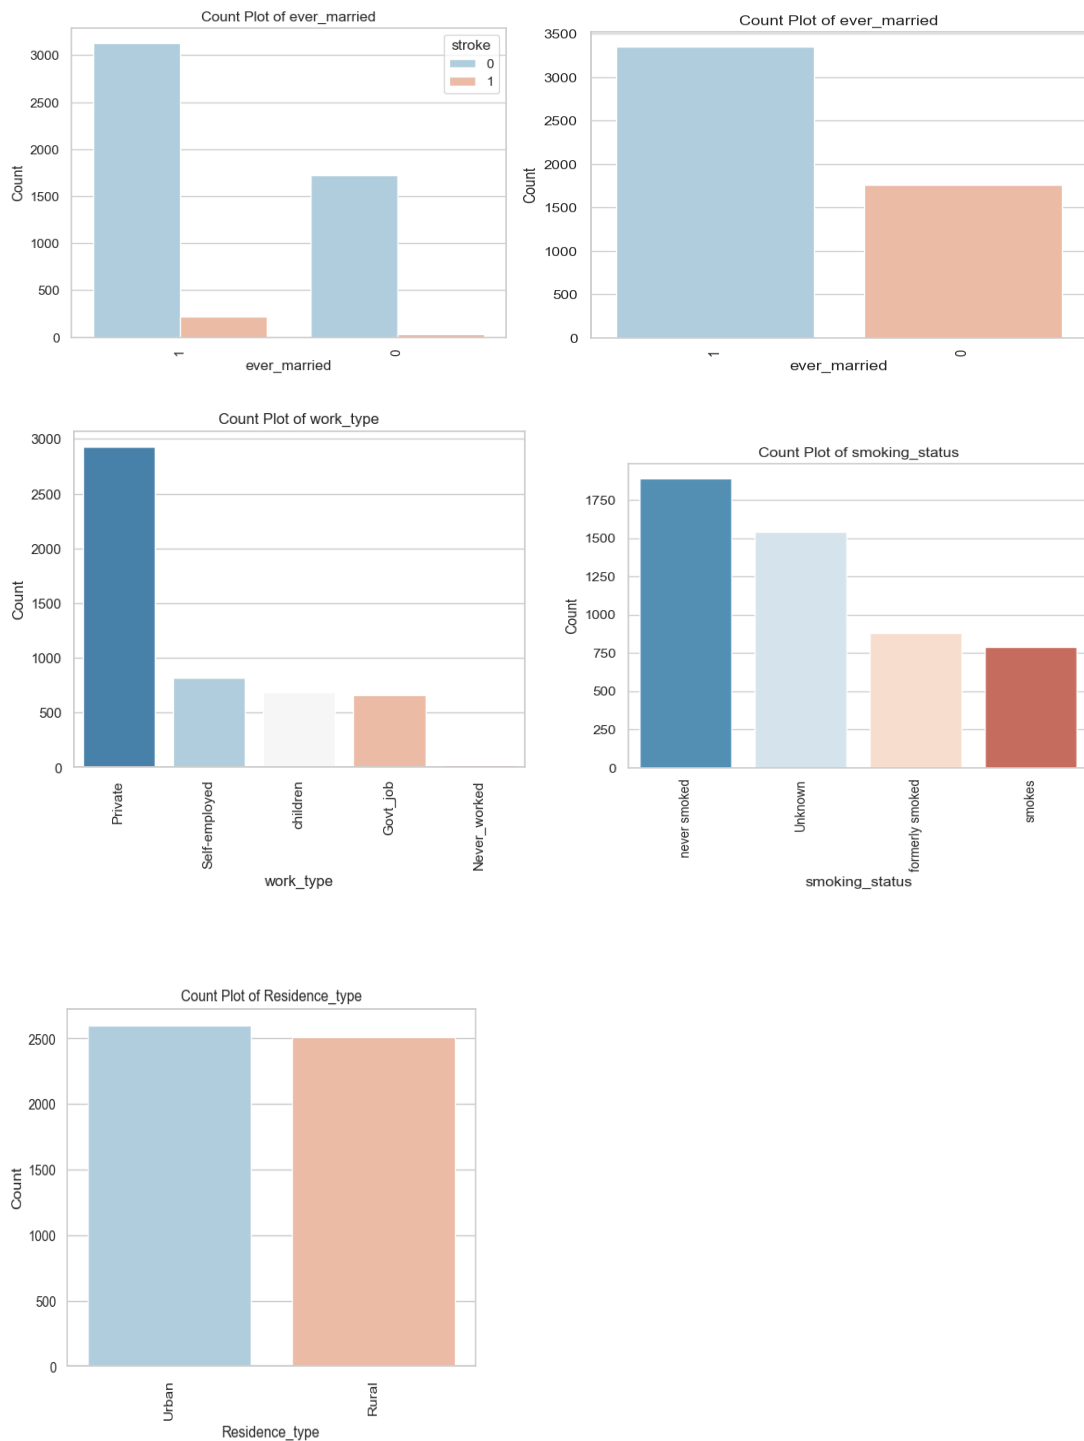 Count Plot of ever_married
stroke
0
1
3000
2500
2000
1500
1000
500
0
Count
1
0
ever_married
Count Plot of ever_married
3500
3000
2500
2000
1500
1000
500
0
Count
1
0
ever_married
Count Plot of work_type
3000
2500
2000
1500
1000
500
0
Count
Private
Self-employed
children
Govt_job
Never_worked
work_type
Count Plot of smoking_status
1750
1500
1250
1000
750
500
250
0
Count
never smoked
Unknown
formerly smoked
smokes
smoking_status
Count Plot of Residence_type
2500
2000
1500
1000
500
0
Count
Urban
Rural
Residence_type